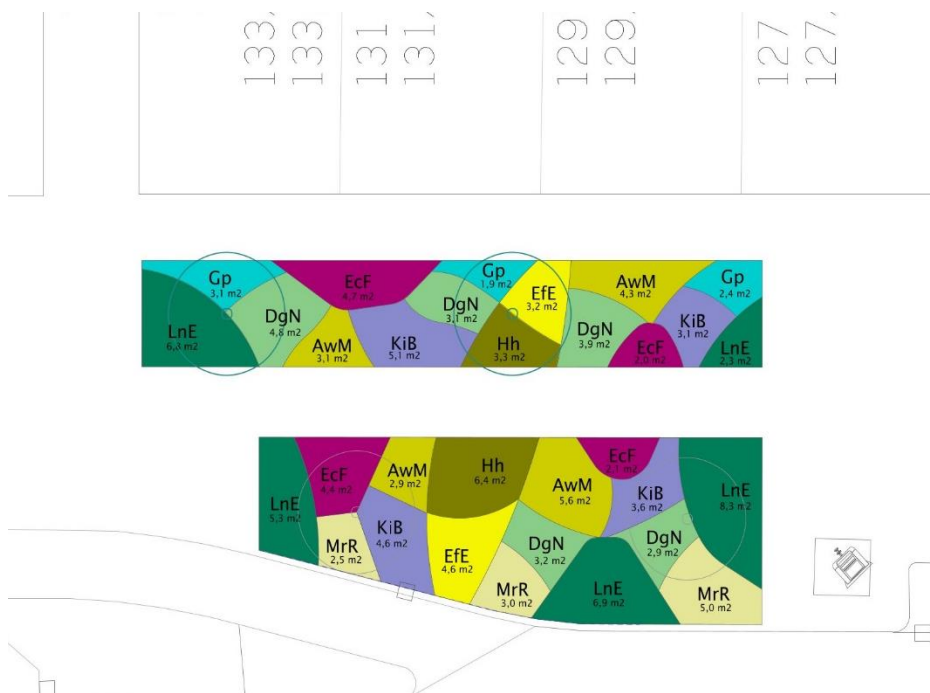 133
133
131
131
129
129
127
127
Gp
3,1 m2
EcF
4,7 m2
Gp
1,9 m2
EfE
3,2 m2
AwM
4,3 m2
Gp
2,4 m2
LnE
6,3 m2
DgN
4,8 m2
AwM
3,1 m2
KiB
5,1 m2
DgN
3,1 m2
Hh
3,3 m2
DgN
3,9 m2
EcF
2,0 m2
KiB
3,1 m2
LnE
2,3 m2
LnE
5,3 m2
EcF
4,4 m2
AwM
2,9 m2
Hh
6,4 m2
AwM
5,6 m2
EcF
2,1 m2
KiB
3,6 m2
LnE
8,3 m2
MrR
2,5 m2
KiB
4,6 m2
EfE
4,6 m2
DgN
3,2 m2
DgN
2,9 m2
MrR
3,0 m2
LnE
6,9 m2
MrR
5,0 m2